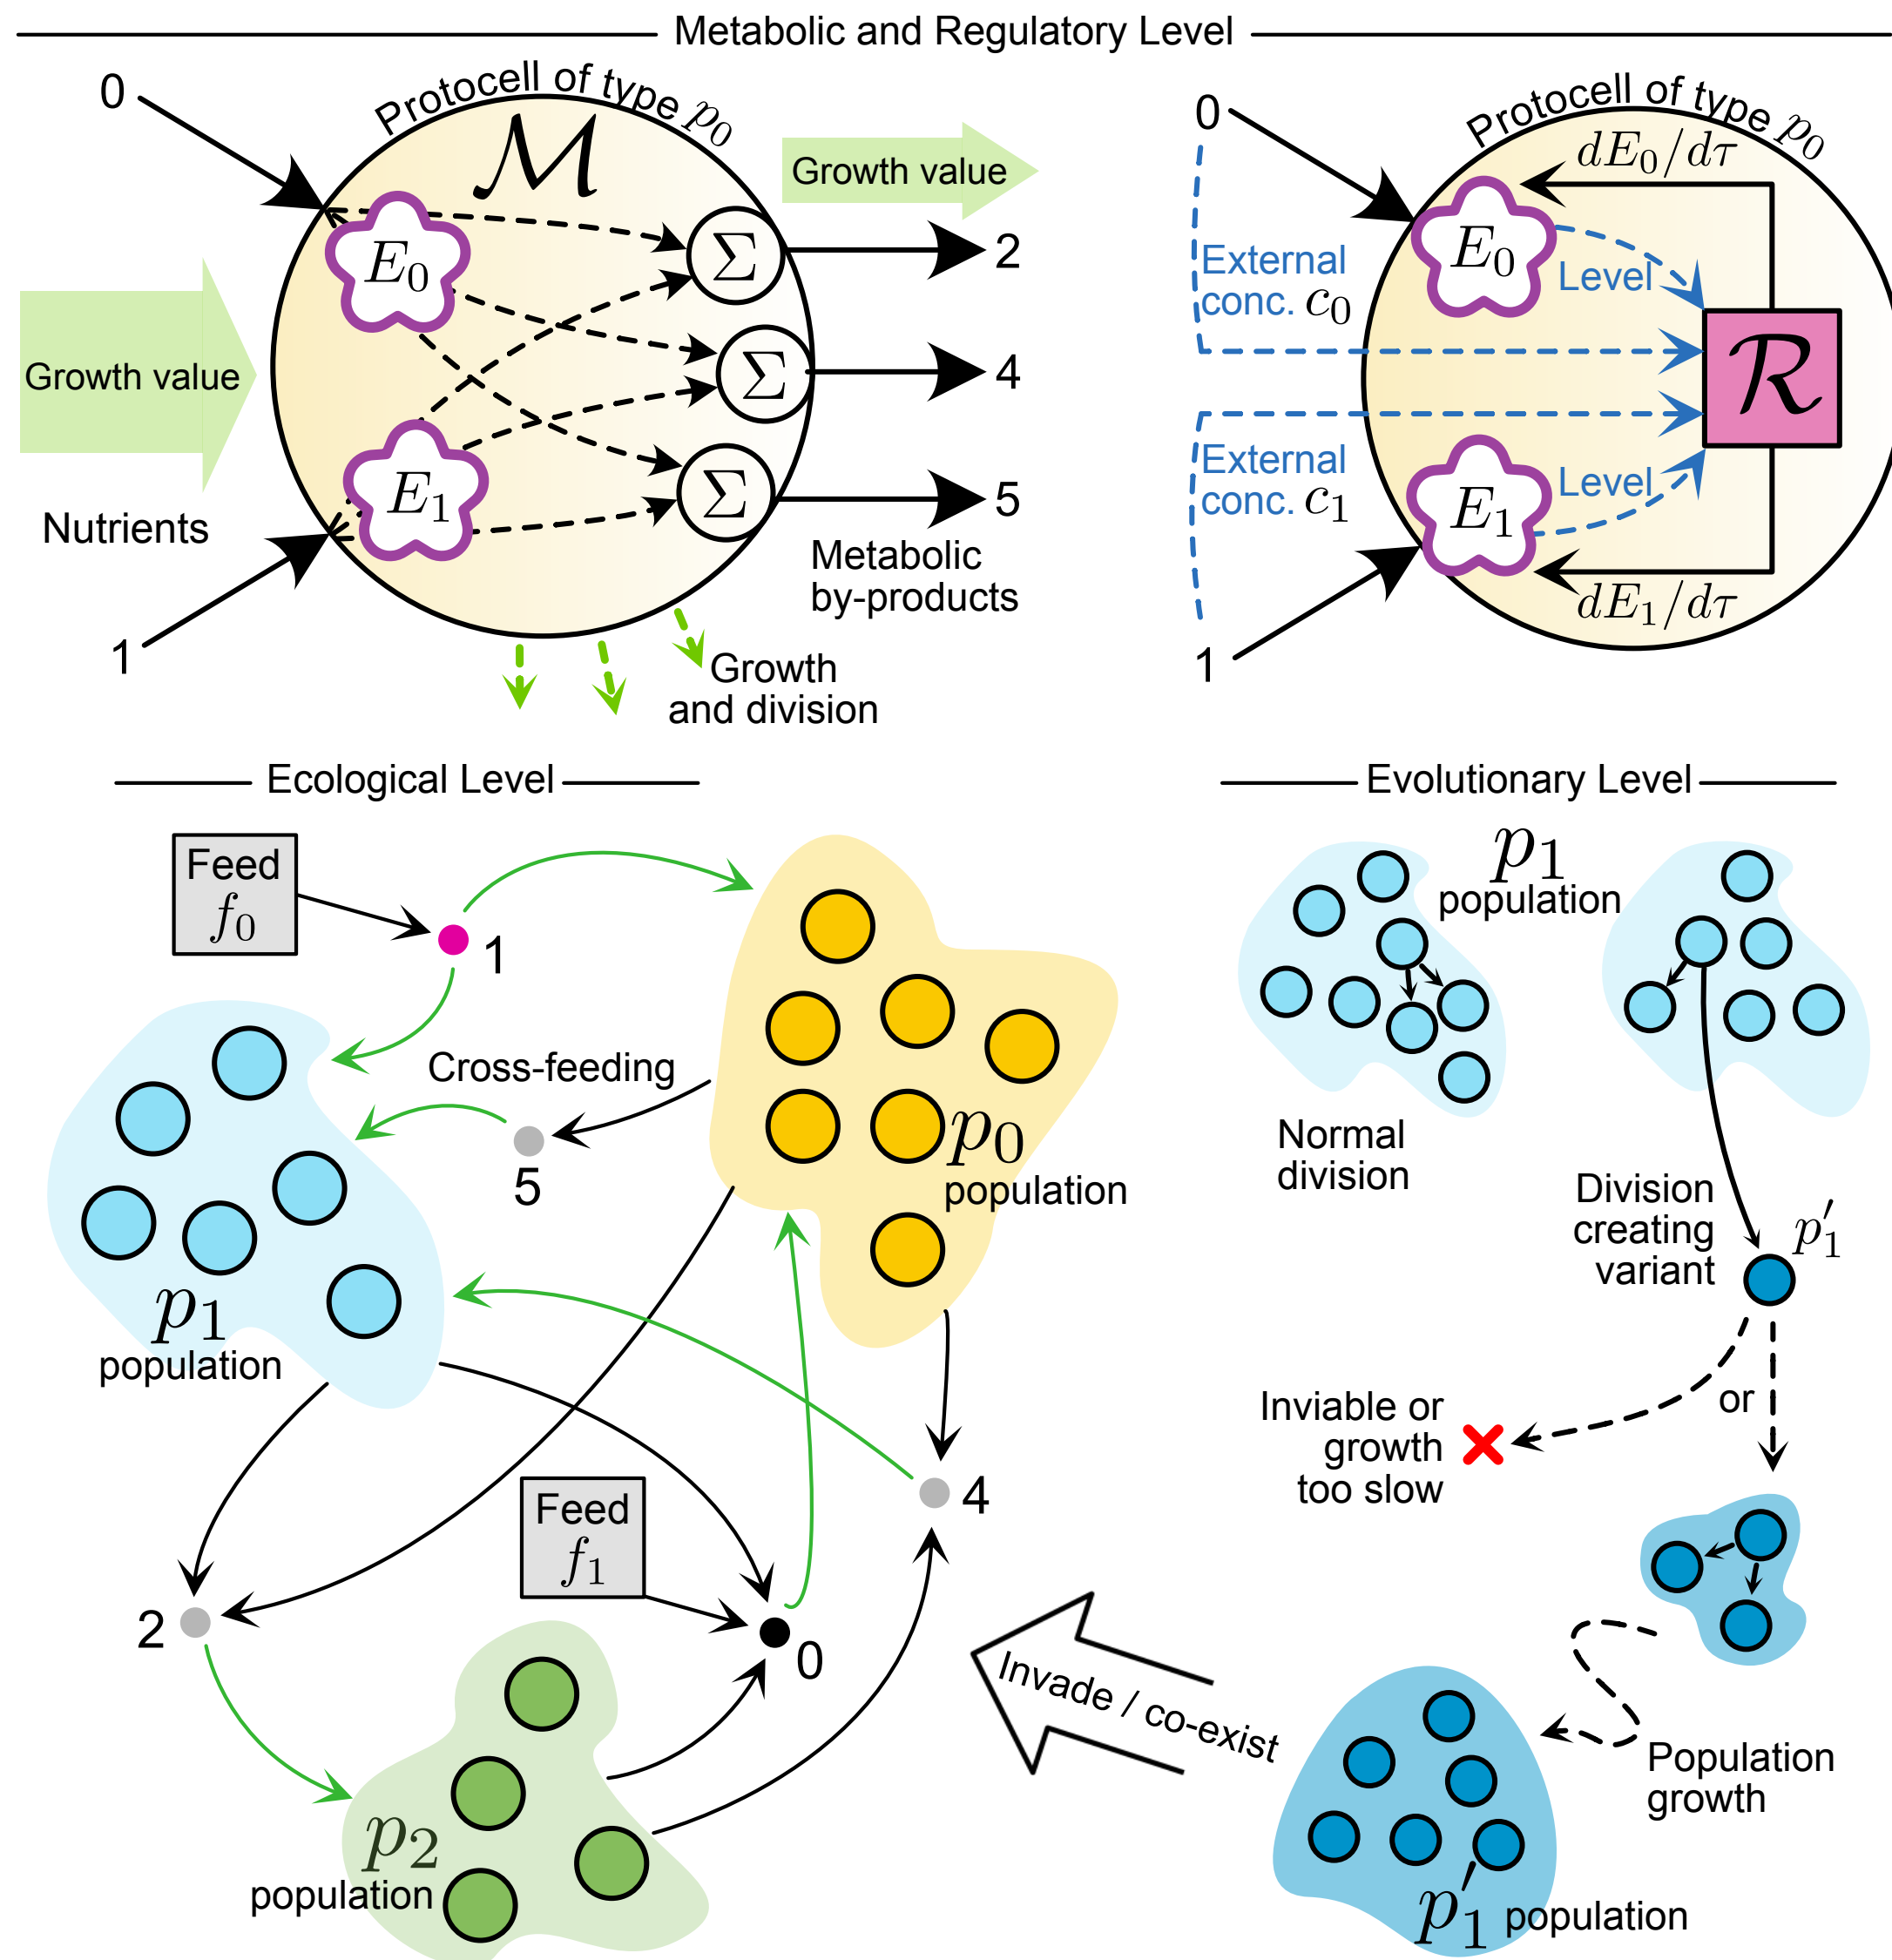 Metabolic and Regulatory Level
0
Protocell of type p₀
ℳ
Growth value
E₀
Σ
2
Growth value
Σ
4
E₁
Σ
5
Nutrients
Metabolic
by-products
1
Growth
and division
0
Protocell of type p₀
dE₀/dτ
E₀
External
conc. c₀
Level
ℛ
External
conc. c₁
Level
E₁
dE₁/dτ
1
Ecological Level
Feed
f₀
1
Cross-feeding
5
p₀
population
p₁
population
4
Feed
f₁
2
0
p₂
population
Evolutionary Level
p₁
population
Normal
division
Division
creating
variant
p′₁
or
Inviable or
growth
too slow
Invade / co-exist
Population
growth
p′₁ population